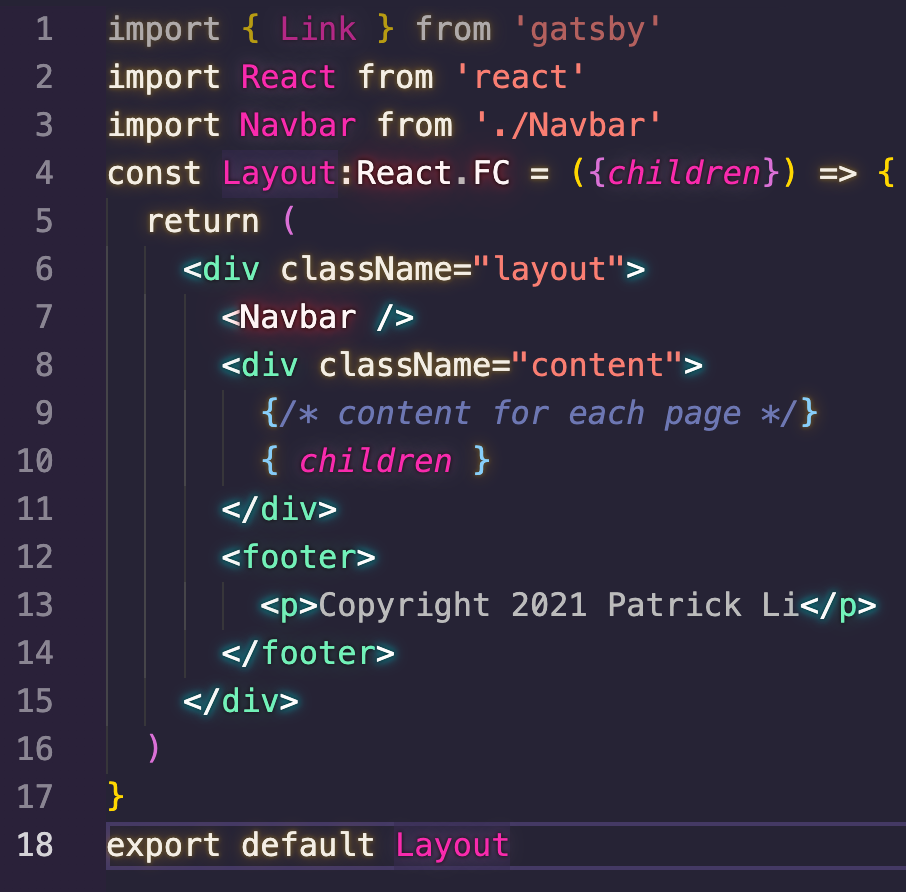 1 import { Link } from 'gatsby'
2 import React from 'react'
3 import Navbar from './Navbar'
4 const Layout:React.FC = ({children}) => {
5   return (
6     <div className="layout">
7       <Navbar />
8       <div className="content">
9         {/* content for each page */}
10         { children }
11       </div>
12       <footer>
13         <p>Copyright 2021 Patrick Li</p>
14       </footer>
15     </div>
16   )
17 }
18 export default Layout